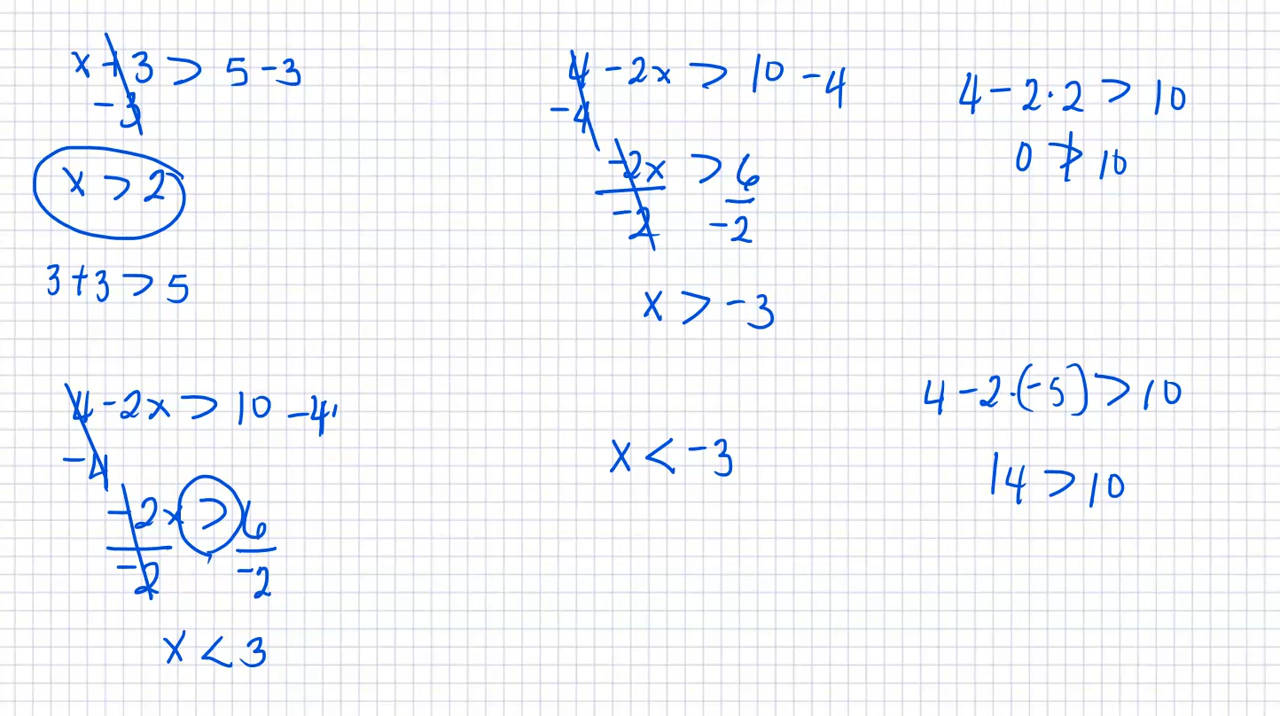 x + 3 > 5 - 3
- 3
x > 2
3 + 3 > 5
4 - 2x > 10 - 4
- 4
-2x > 6
-2 -2
x > -3
4 - 2 · 2 > 10
0 ≯ 10
4 - 2x > 10 - 4
- 4
-2x > 6
-2 -2
x < 3
x < -3
4 - 2 · (-5) > 10
14 > 10